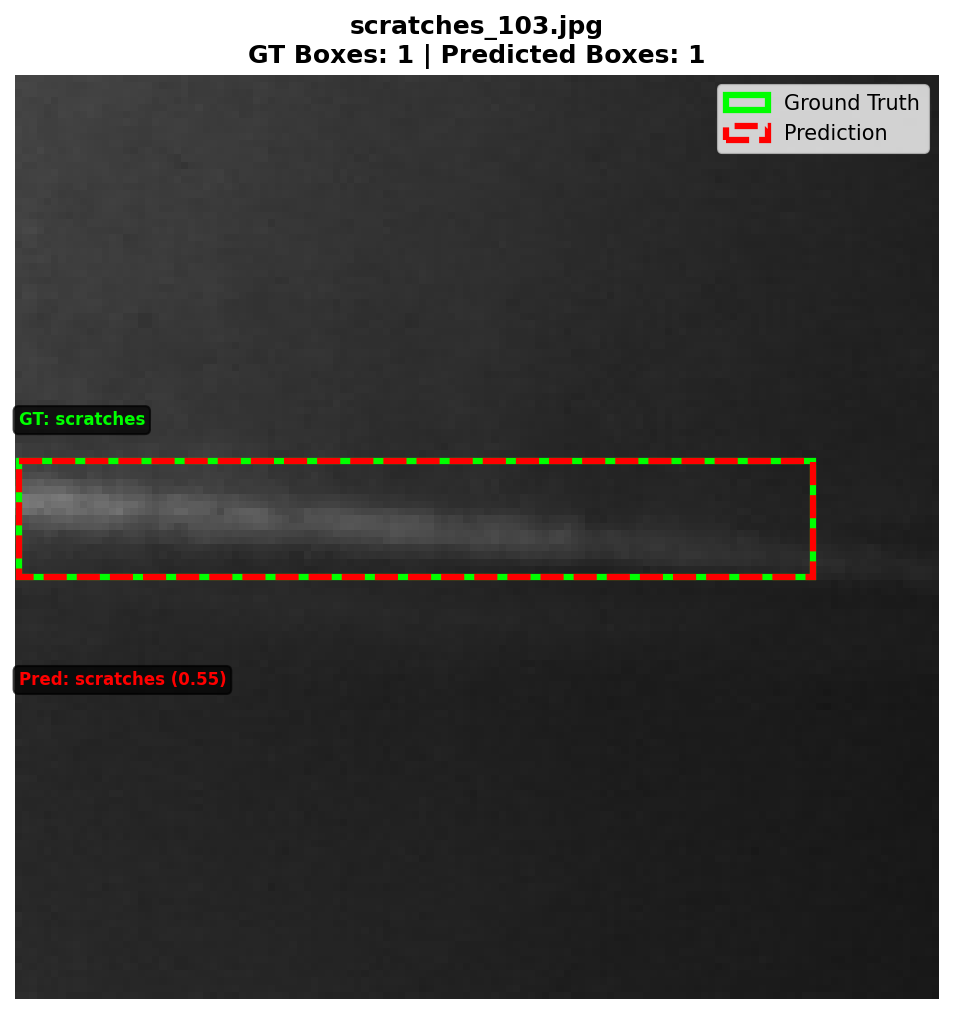 scratches_103.jpg
GT Boxes: 1 | Predicted Boxes: 1
Ground Truth
Prediction
GT: scratches
Pred: scratches (0.55)